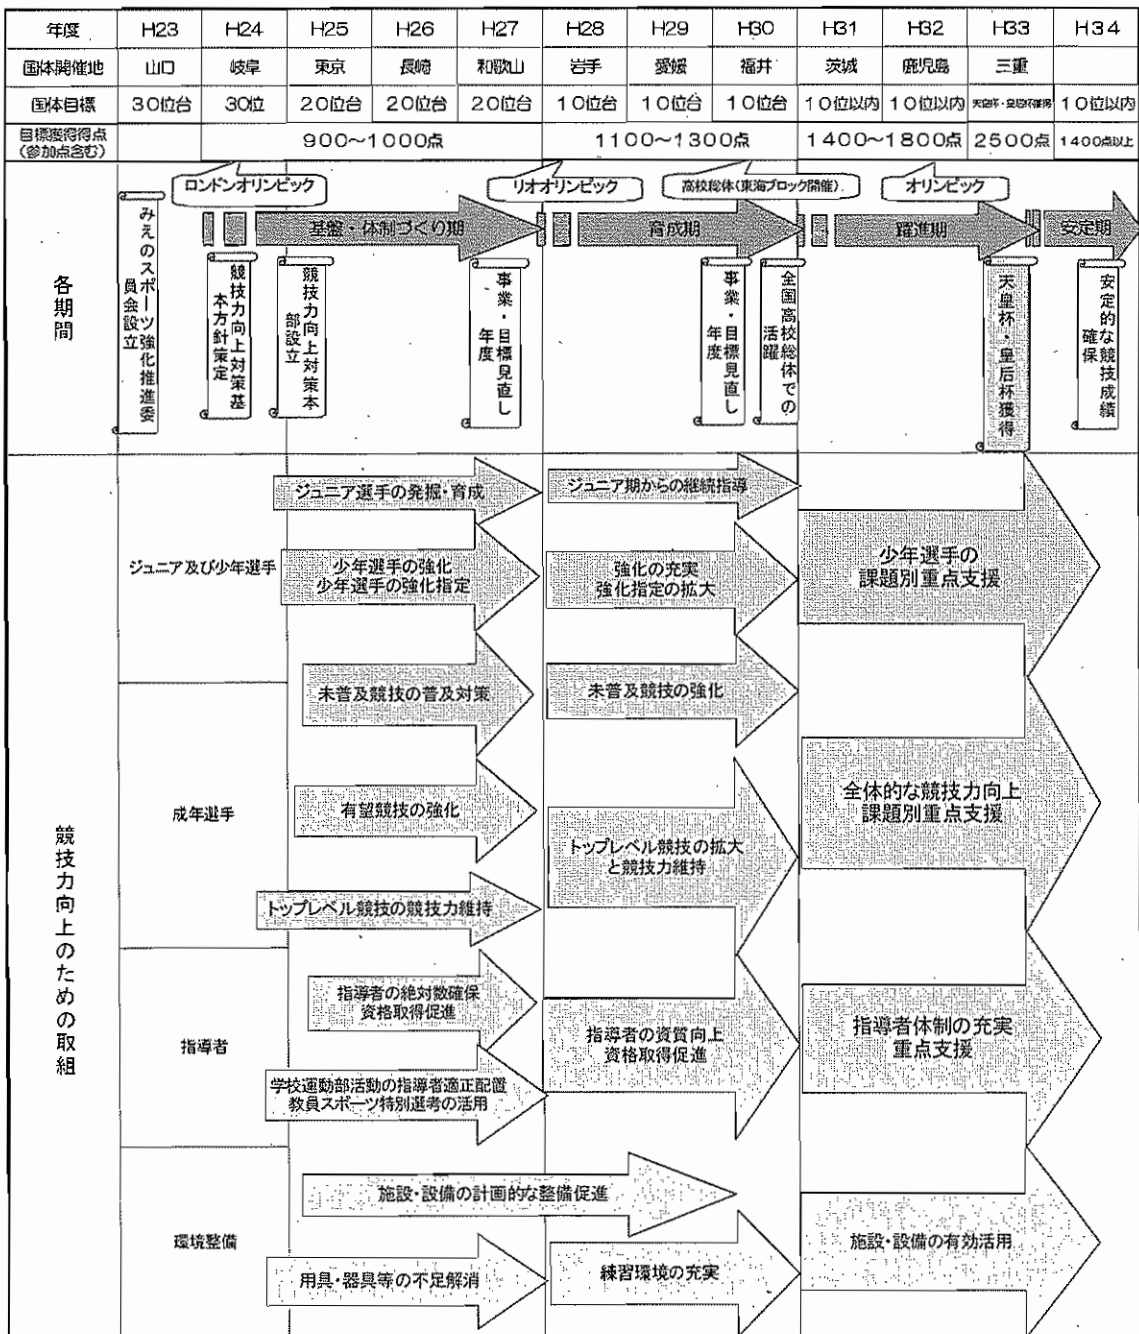 年度 H23 H24 H25 H26 H27 H28 H29 H30 H31 H32 H33 H34
国体開催地 山口 岐阜 東京 長崎 和歌山 岩手 愛媛 福井 茨城 鹿児島 三重
国体目標 30位台 30位 20位台 20位台 20位台 10位台 10位台 10位台 10位以内 10位以内 天皇杯・皇后杯獲得 10位以内
目標獲得得点
(参加点含む)
900～1000点 1100～1300点 1400～1800点 2500点 1400点以上
各期間
ロンドンオリンピック
リオオリンピック
高校総体(東海ブロック開催)
オリンピック
基盤・体制づくり期
育成期
躍進期
安定期
みえのスポーツ強化推進委
員会設立
競技力向上対策基
本方針策定
競技力向上対策本
部設立
事業・目標見直し
年度
事業・目標見直し
年度
全国高校総体での
活躍
天皇杯・皇后杯獲得
安定的な競技成績
確保
競技力向上のための取組
ジュニア及び少年選手
ジュニア選手の発掘・育成
ジュニア期からの継続指導
少年選手の強化
少年選手の強化指定
強化の充実
強化指定の拡大
少年選手の
課題別重点支援
未普及競技の普及対策
未普及競技の強化
成年選手
有望競技の強化
トップレベル競技の拡大
と競技力維持
全体的な競技力向上
課題別重点支援
トップレベル競技の競技力維持
指導者
指導者の絶対数確保
資格取得促進
指導者の資質向上
資格取得促進
指導者体制の充実
重点支援
学校運動部活動の指導者適正配置
教員スポーツ特別選考の活用
環境整備
施設・設備の計画的な整備促進
施設・設備の有効活用
用具・器具等の不足解消
練習環境の充実